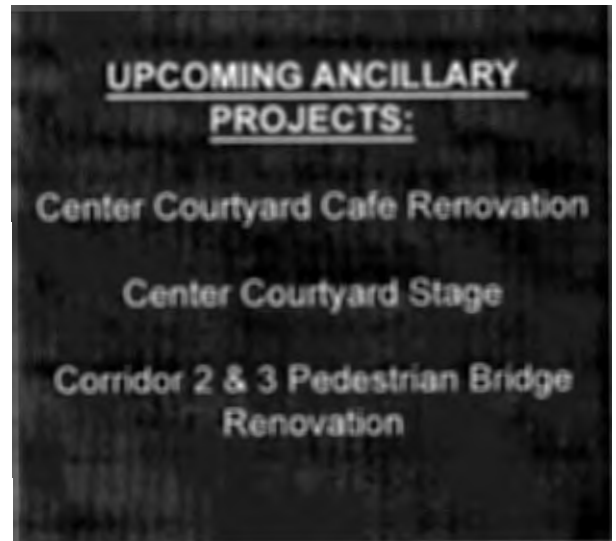 UPCOMING ANCILLARY
PROJECTS:
Center Courtyard Cafe Renovation
Center Courtyard Stage
Corridor 2 & 3 Pedestrian Bridge
Renovation